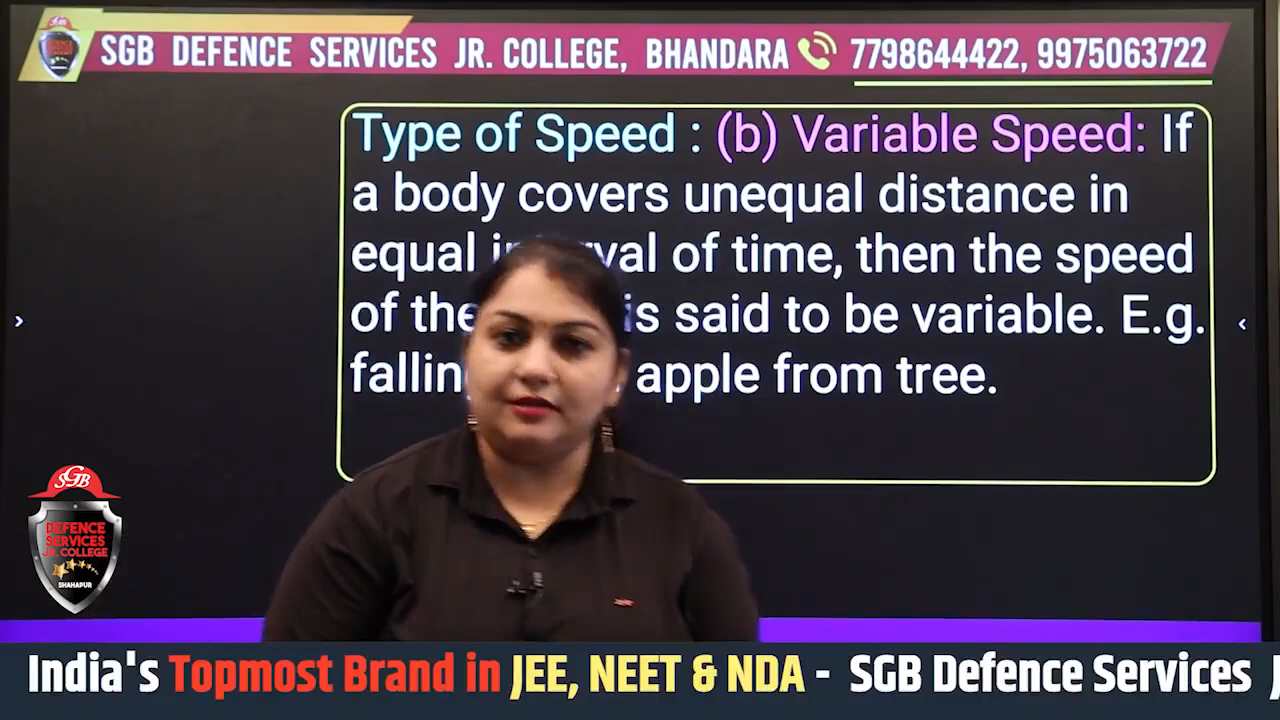 SGB DEFENCE SERVICES JR. COLLEGE, BHANDARA 7798644422, 9975063722
Type of Speed : (b) Variable Speed: If
a body covers unequal distance in
equal of time, then the speed
of the is said to be variable. E.g.
apple from tree.
SGB
DEFENCE
SERVICES
JR. COLLEGE
SHAHAPUR
India's Topmost Brand in JEE, NEET & NDA - SGB Defence Services